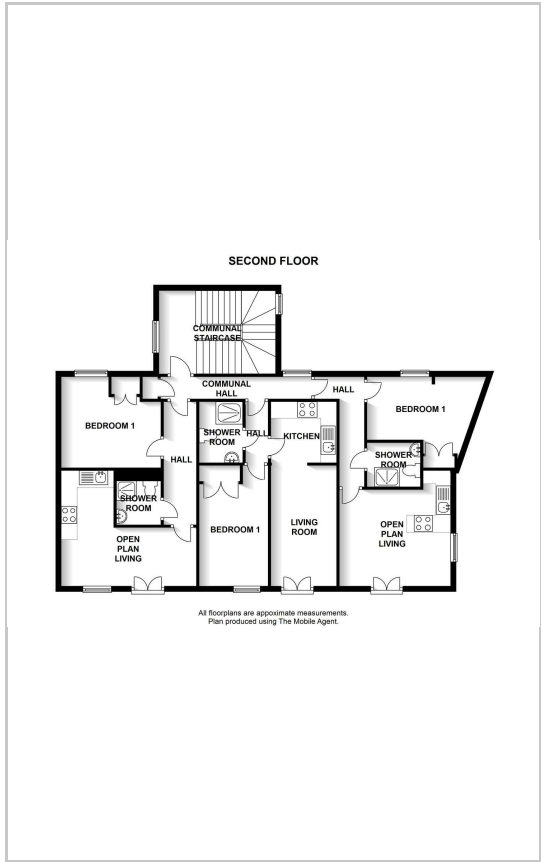 SECOND FLOOR
COMMUNAL
STAIRCASE
COMMUNAL
HALL
HALL
BEDROOM 1
BEDROOM 1
SHOWER
ROOM
HALL
KITCHEN
HALL
SHOWER
ROOM
SHOWER
ROOM
BEDROOM 1
LIVING
ROOM
OPEN
PLAN
LIVING
OPEN
PLAN
LIVING
All floorplans are appoximate measurements.
Plan produced using The Mobile Agent.